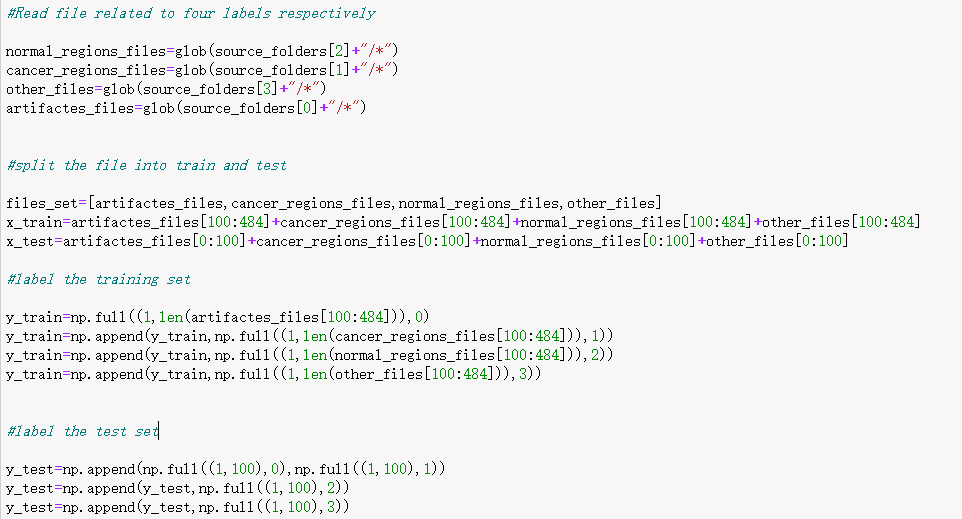 #Read file related to four labels respectively
normal_regions_files=glob(source_folders[2]+"/*")
cancer_regions_files=glob(source_folders[1]+"/*")
other_files=glob(source_folders[3]+"/*")
artifactes_files=glob(source_folders[0]+"/*")
#split the file into train and test
files_set=[artifactes_files,cancer_regions_files,normal_regions_files,other_files]
x_train=artifactes_files[100:484]+cancer_regions_files[100:484]+normal_regions_files[100:484]+other_files[100:484]
x_test=artifactes_files[0:100]+cancer_regions_files[0:100]+normal_regions_files[0:100]+other_files[0:100]
#label the training set
y_train=np.full((1,len(artifactes_files[100:484])),0)
y_train=np.append(y_train,np.full((1,len(cancer_regions_files[100:484])),1))
y_train=np.append(y_train,np.full((1,len(normal_regions_files[100:484])),2))
y_train=np.append(y_train,np.full((1,len(other_files[100:484])),3))
#label the test set
y_test=np.append(np.full((1,100),0),np.full((1,100),1))
y_test=np.append(y_test,np.full((1,100),2))
y_test=np.append(y_test,np.full((1,100),3))